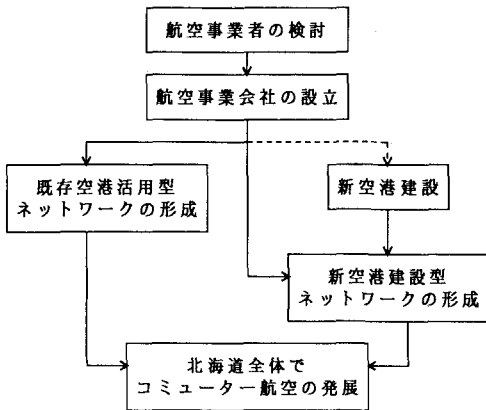 航空事業者の検討
航空事業会社の設立
既存空港活用型
ネットワークの形成
新空港建設
新空港建設型
ネットワークの形成
北海道全体で
コミューター航空の発展